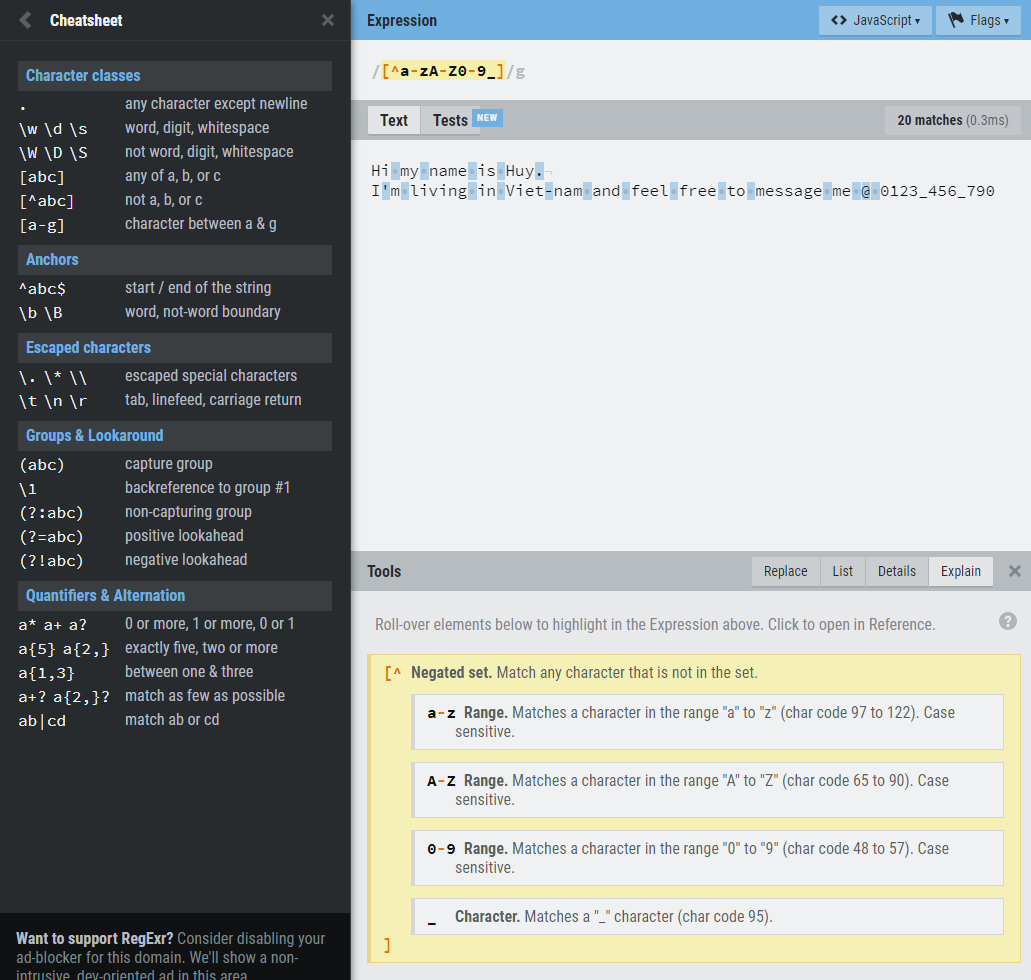 Cheatsheet
Character classes
. any character except newline
\w \d \s word, digit, whitespace
\W \D \S not word, digit, whitespace
[abc] any of a, b, or c
[^abc] not a, b, or c
[a-g] character between a & g
Anchors
^abc$ start / end of the string
\b \B word, not-word boundary
Escaped characters
\. \* \\ escaped special characters
\t \n \r tab, linefeed, carriage return
Groups & Lookaround
(abc) capture group
\1 backreference to group #1
(?:abc) non-capturing group
(?=abc) positive lookahead
(?!abc) negative lookahead
Quantifiers & Alternation
a* a+ a? 0 or more, 1 or more, 0 or 1
a{5} a{2,} exactly five, two or more
a{1,3} between one & three
a+? a{2,}? match as few as possible
ab|cd match ab or cd
Want to support RegExr? Consider disabling your
ad-blocker for this domain. We'll show a non-
intrusive, dev-oriented ad in this area.
Expression
<> JavaScript ▾ Flags ▾
/[^a-zA-Z0-9_]/g
Text Tests NEW 20 matches (0.3ms)
Hi my name is Huy.
I'm living in Viet-nam and feel free to message me @ 0123_456_790
Tools Replace List Details Explain
Roll-over elements below to highlight in the Expression above. Click to open in Reference. ?
[^ Negated set. Match any character that is not in the set.
a-z Range. Matches a character in the range "a" to "z" (char code 97 to 122). Case
sensitive.
A-Z Range. Matches a character in the range "A" to "Z" (char code 65 to 90). Case
sensitive.
0-9 Range. Matches a character in the range "0" to "9" (char code 48 to 57). Case
sensitive.
_ Character. Matches a "_" character (char code 95).
]